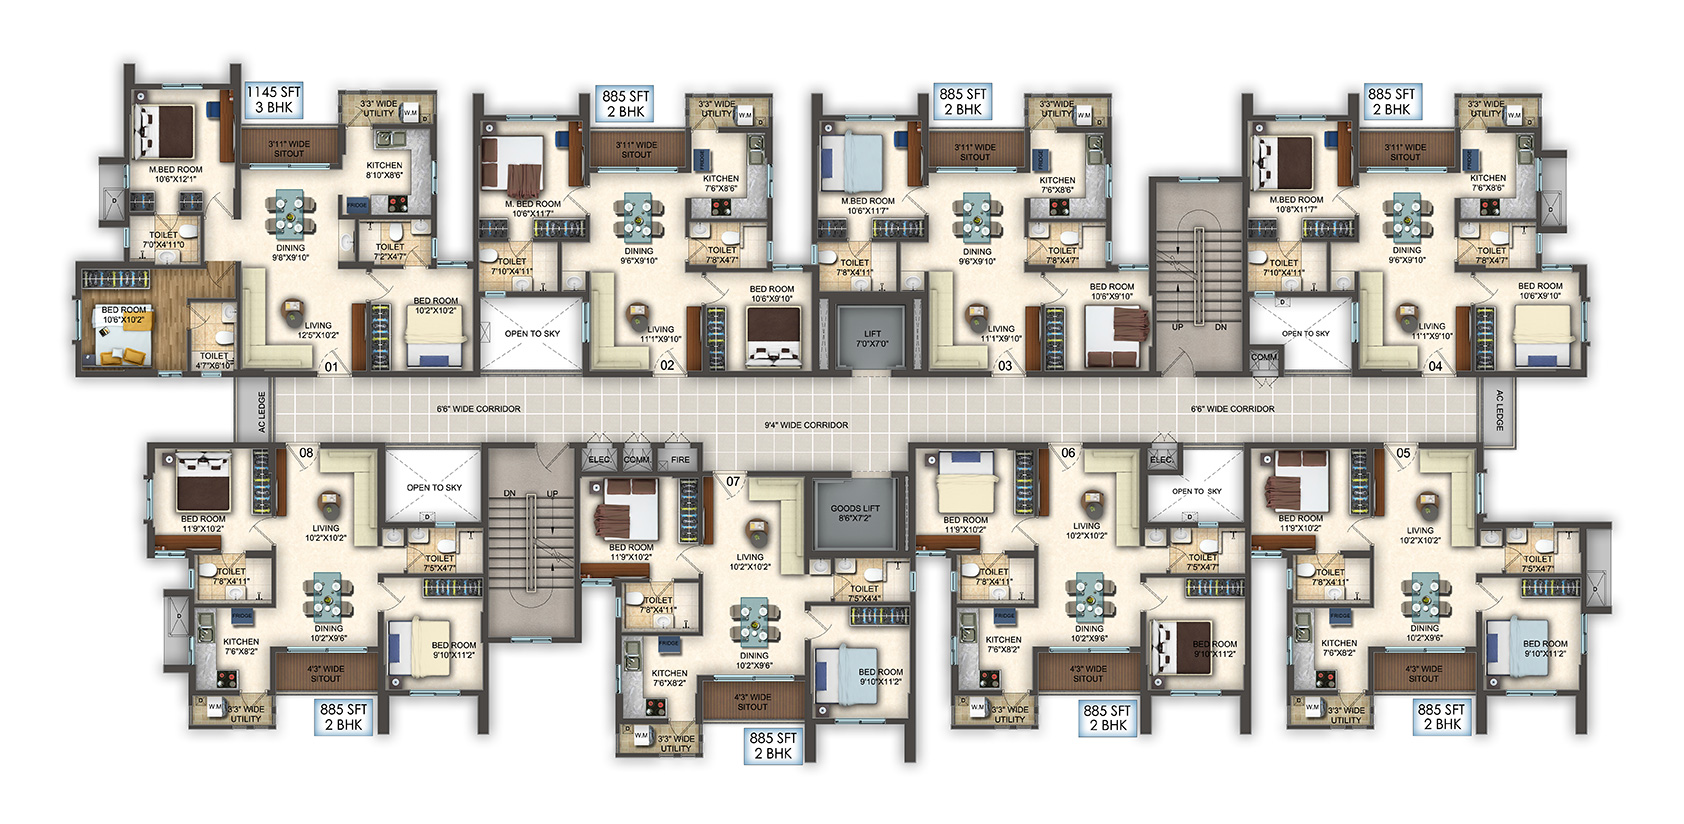 1145 SFT
3 BHK
3'3" WIDE
UTILITY
W.M
D
3'11" WIDE
SITOUT
KITCHEN
8'10"X8'6"
FRIDGE
M.BED ROOM
10'6"X12'1"
D
TOILET
7'0"X4'11"0
DINING
9'8"X9'10"
TOILET
7'2"X4'7"
BED ROOM
10'6"X10'2"
TOILET
4'7"X6'10"
LIVING
12'5"X10'2"
BED ROOM
10'2"X10'2"
01
885 SFT
2 BHK
3'3" WIDE
UTILITY
W.M
D
3'11" WIDE
SITOUT
FRIDGE
KITCHEN
7'6"X8'6"
M. BED ROOM
10'6"X11'7"
TOILET
7'10"X4'11"
DINING
9'6"X9'10"
TOILET
7'8"X4'7"
OPEN TO SKY
LIVING
11'1"X9'10"
BED ROOM
10'6"X9'10"
02
885 SFT
2 BHK
3'3" WIDE
UTILITY
W.M
D
3'11" WIDE
SITOUT
FRIDGE
KITCHEN
7'6"X8'6"
M.BED ROOM
10'6"X11'7"
TOILET
7'8"X4'11"
DINING
9'6"X9'10"
TOILET
7'8"X4'7"
LIFT
7'0"X7'0"
LIVING
11'1"X9'10"
BED ROOM
10'6"X9'10"
03
UP
DN
885 SFT
2 BHK
3'3" WIDE
UTILITY
W.M
D
3'11" WIDE
SITOUT
FRIDGE
KITCHEN
7'6"X8'6"
M.BED ROOM
10'8"X11'7"
D
TOILET
7'10"X4'11"
DINING
9'6"X9'10"
TOILET
7'8"X4'7"
D
OPEN TO SKY
COMM.
LIVING
11'1"X9'10"
BED ROOM
10'6"X9'10"
04
AC LEDGE
6'6" WIDE CORRIDOR
9'4" WIDE CORRIDOR
6'6" WIDE CORRIDOR
AC LEDGE
08
BED ROOM
11'9"X10'2"
LIVING
10'2"X10'2"
OPEN TO SKY
D
TOILET
7'8"X4'11"
TOILET
7'5"X4'7"
D
FRIDGE
KITCHEN
7'6"X8'2"
DINING
10'2"X9'6"
BED ROOM
9'10"X11'2"
4'3" WIDE
SITOUT
D
W.M
3'3" WIDE
UTILITY
885 SFT
2 BHK
DN
UP
ELEC.
COMM.
FIRE
07
BED ROOM
11'9"X10'2"
LIVING
10'2"X10'2"
GOODS LIFT
8'6"X7'2"
TOILET
7'8"X4'11"
TOILET
7'5"X4'4"
FRIDGE
KITCHEN
7'6"X8'2"
DINING
10'2"X9'6"
BED ROOM
9'10"X11'2"
4'3" WIDE
SITOUT
D
W.M
3'3" WIDE
UTILITY
885 SFT
2 BHK
06
BED ROOM
11'9"X10'2"
LIVING
10'2"X10'2"
ELEC.
OPEN TO SKY
D
TOILET
7'8"X4'11"
TOILET
7'5"X4'7"
FRIDGE
KITCHEN
7'6"X8'2"
DINING
10'2"X9'6"
BED ROOM
9'10"X11'2"
4'3" WIDE
SITOUT
D
W.M
3'3" WIDE
UTILITY
885 SFT
2 BHK
05
BED ROOM
11'9"X10'2"
LIVING
10'2"X10'2"
TOILET
7'8"X4'11"
TOILET
7'5"X4'7"
D
FRIDGE
KITCHEN
7'6"X8'2"
DINING
10'2"X9'6"
BED ROOM
9'10"X11'2"
4'3" WIDE
SITOUT
D
W.M
3'3" WIDE
UTILITY
885 SFT
2 BHK